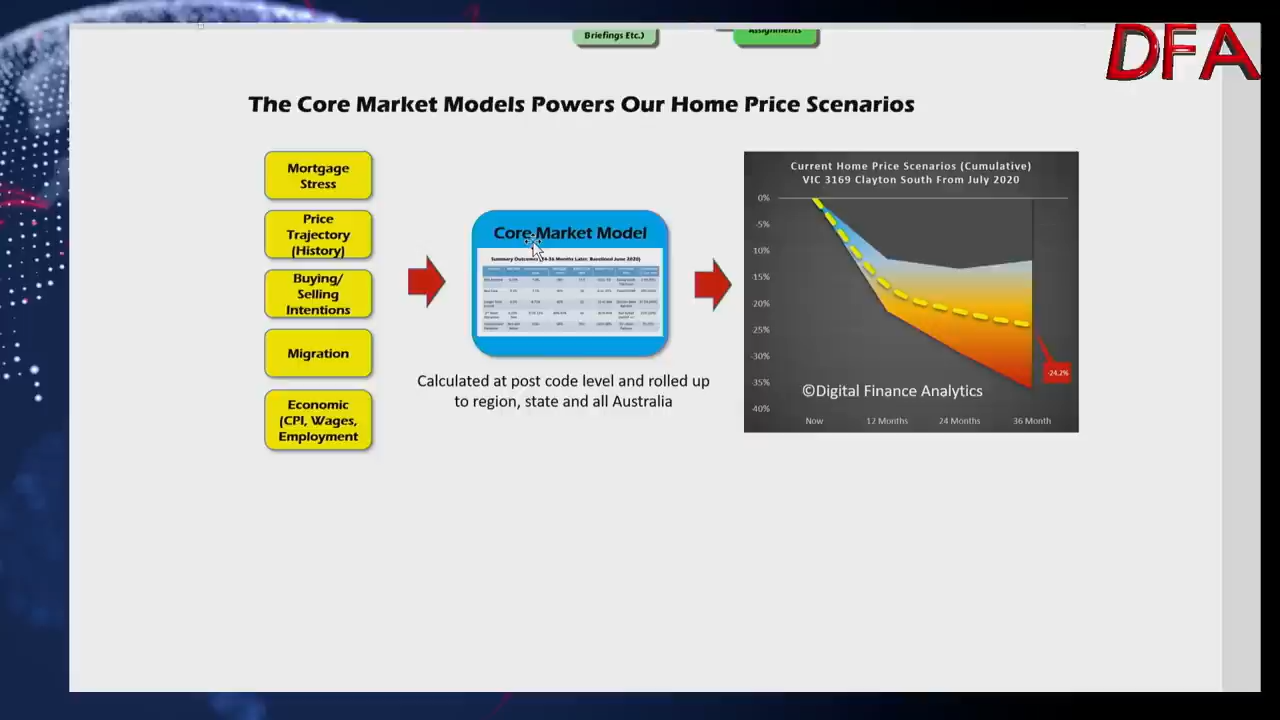 Briefings Etc.)
Assignments
DFA
The Core Market Models Powers Our Home Price Scenarios
Mortgage
Stress
Price
Trajectory
(History)
Buying/
Selling
Intentions
Migration
Economic
(CPI, Wages,
Employment
Core Market Model
Calculated at post code level and rolled up
to region, state and all Australia
Current Home Price Scenarios (Cumulative)
VIC 3169 Clayton South From July 2020
0%
-5%
-10%
-15%
-20%
-25%
-30%
-35%
-40%
-24.2%
©Digital Finance Analytics
Now
12 Months
24 Months
36 Month